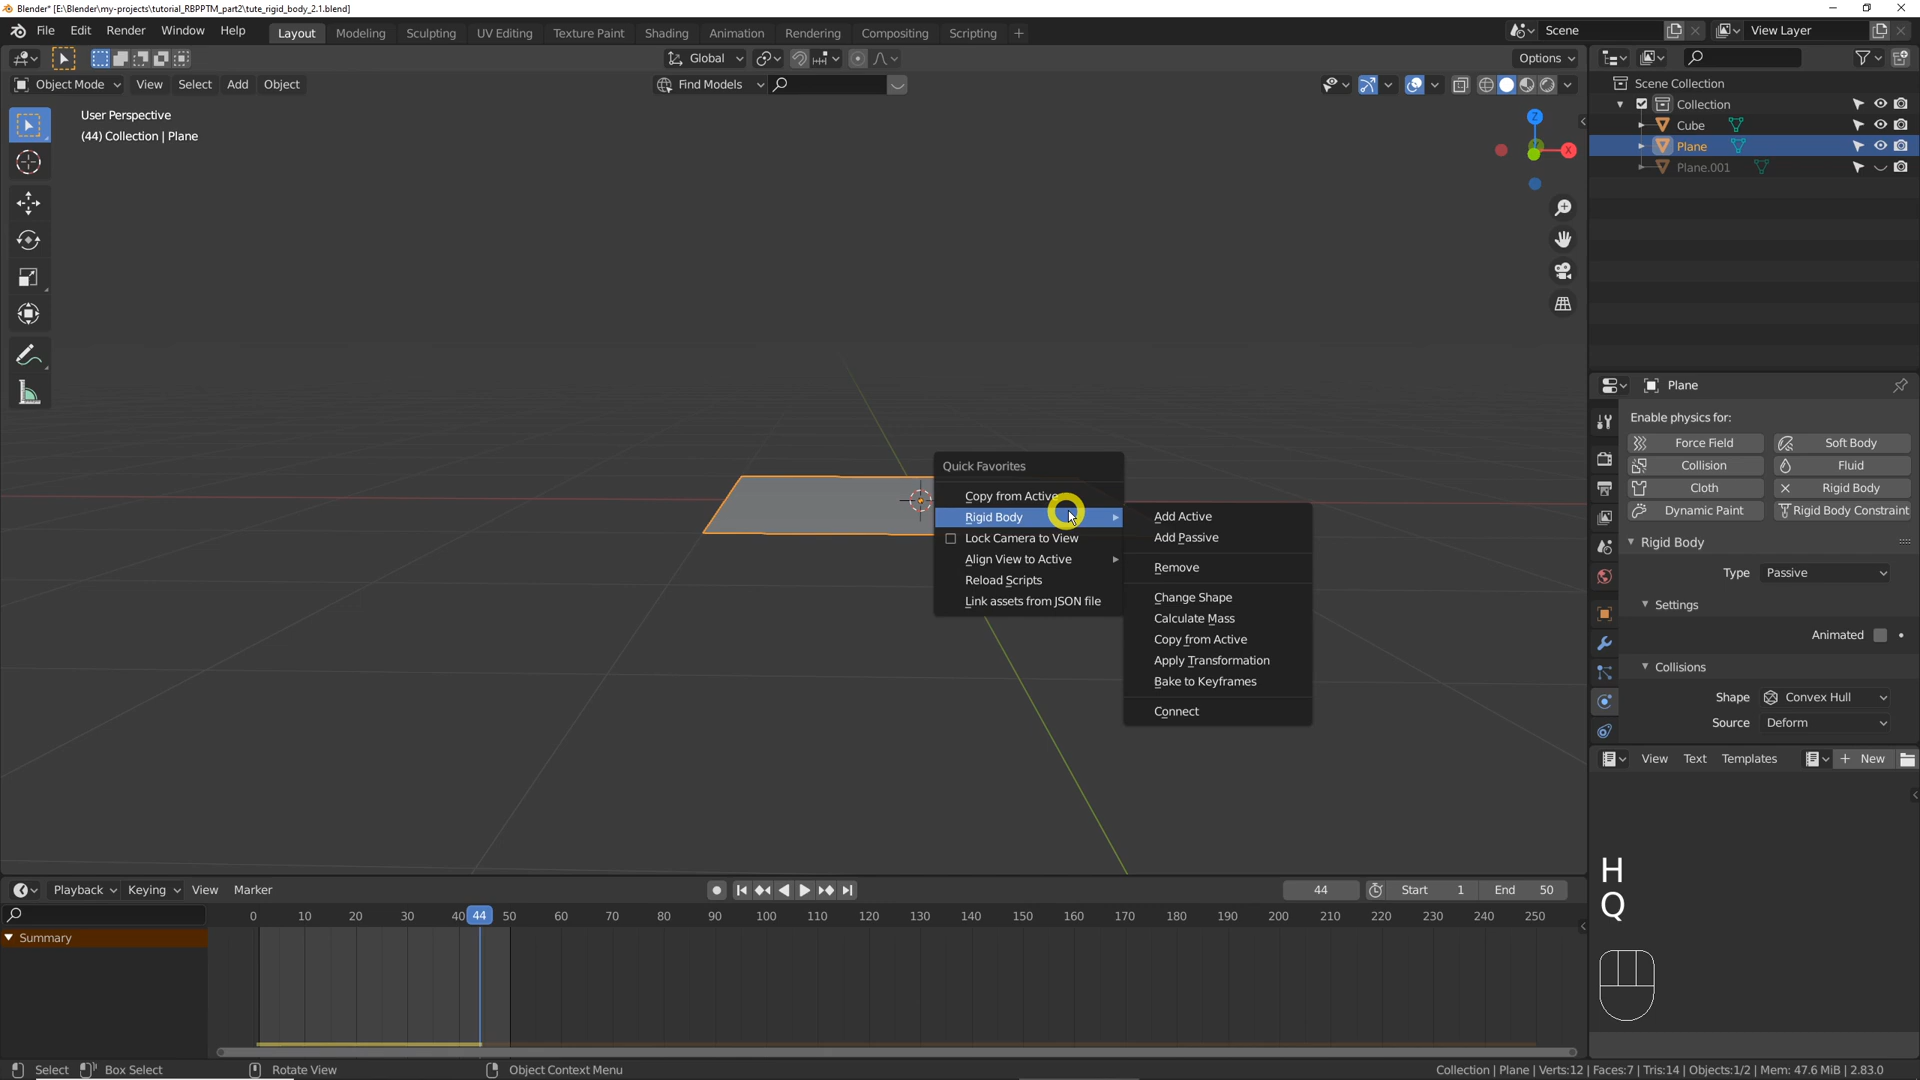 Blender* [E:\Blender\my-projects\tutorial_RBPPTM_part2\tute_rigid_body_2.1.blend]
File Edit Render Window Help Layout Modeling Sculpting UV Editing Texture Paint Shading Animation Rendering Compositing Scripting + Scene View Layer
Global Options
Object Mode View Select Add Object Find Models
User Perspective
(44) Collection | Plane
Z
X
Scene Collection
Collection
Cube
Plane
Plane.001
Quick Favorites
Copy from Active
Rigid Body
Lock Camera to View
Align View to Active
Reload Scripts
Link assets from JSON file
Add Active
Add Passive
Remove
Change Shape
Calculate Mass
Copy from Active
Apply Transformation
Bake to Keyframes
Connect
Plane
Enable physics for:
Force Field Soft Body
Collision Fluid
Cloth Rigid Body
Dynamic Paint Rigid Body Constraint
Rigid Body
Type Passive
Settings
Animated
Collisions
Shape Convex Hull
Source Deform
View Text Templates New
H
Q
Playback Keying View Marker 44 Start 1 End 50
0 10 20 30 40 44 50 60 70 80 90 100 110 120 130 140 150 160 170 180 190 200 210 220 230 240 250
Summary
Select Box Select Rotate View Object Context Menu Collection | Plane | Verts:12 | Faces:7 | Tris:14 | Objects:1/2 | Mem: 47.6 MiB | 2.83.0